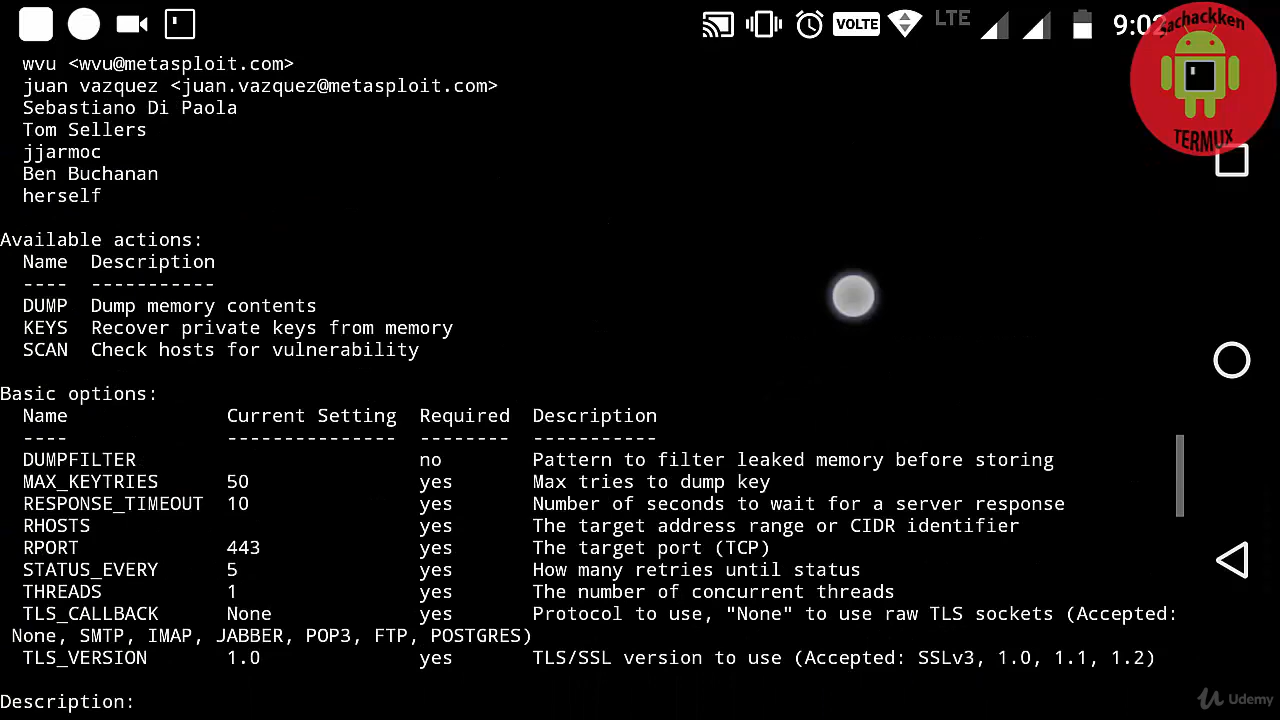 VOLTE LTE 9:02
Sachackken
TERMUX
wvu <wvu@metasploit.com>
juan vazquez <juan.vazquez@metasploit.com>
Sebastiano Di Paola
Tom Sellers
jjarmoc
Ben Buchanan
herself
Available actions:
Name Description
---- -----------
DUMP Dump memory contents
KEYS Recover private keys from memory
SCAN Check hosts for vulnerability
Basic options:
Name Current Setting Required Description
---- --------------- -------- -----------
DUMPFILTER no Pattern to filter leaked memory before storing
MAX_KEYTRIES 50 yes Max tries to dump key
RESPONSE_TIMEOUT 10 yes Number of seconds to wait for a server response
RHOSTS yes The target address range or CIDR identifier
RPORT 443 yes The target port (TCP)
STATUS_EVERY 5 yes How many retries until status
THREADS 1 yes The number of concurrent threads
TLS_CALLBACK None yes Protocol to use, "None" to use raw TLS sockets (Accepted:
None, SMTP, IMAP, JABBER, POP3, FTP, POSTGRES)
TLS_VERSION 1.0 yes TLS/SSL version to use (Accepted: SSLv3, 1.0, 1.1, 1.2)
Description:
Udemy